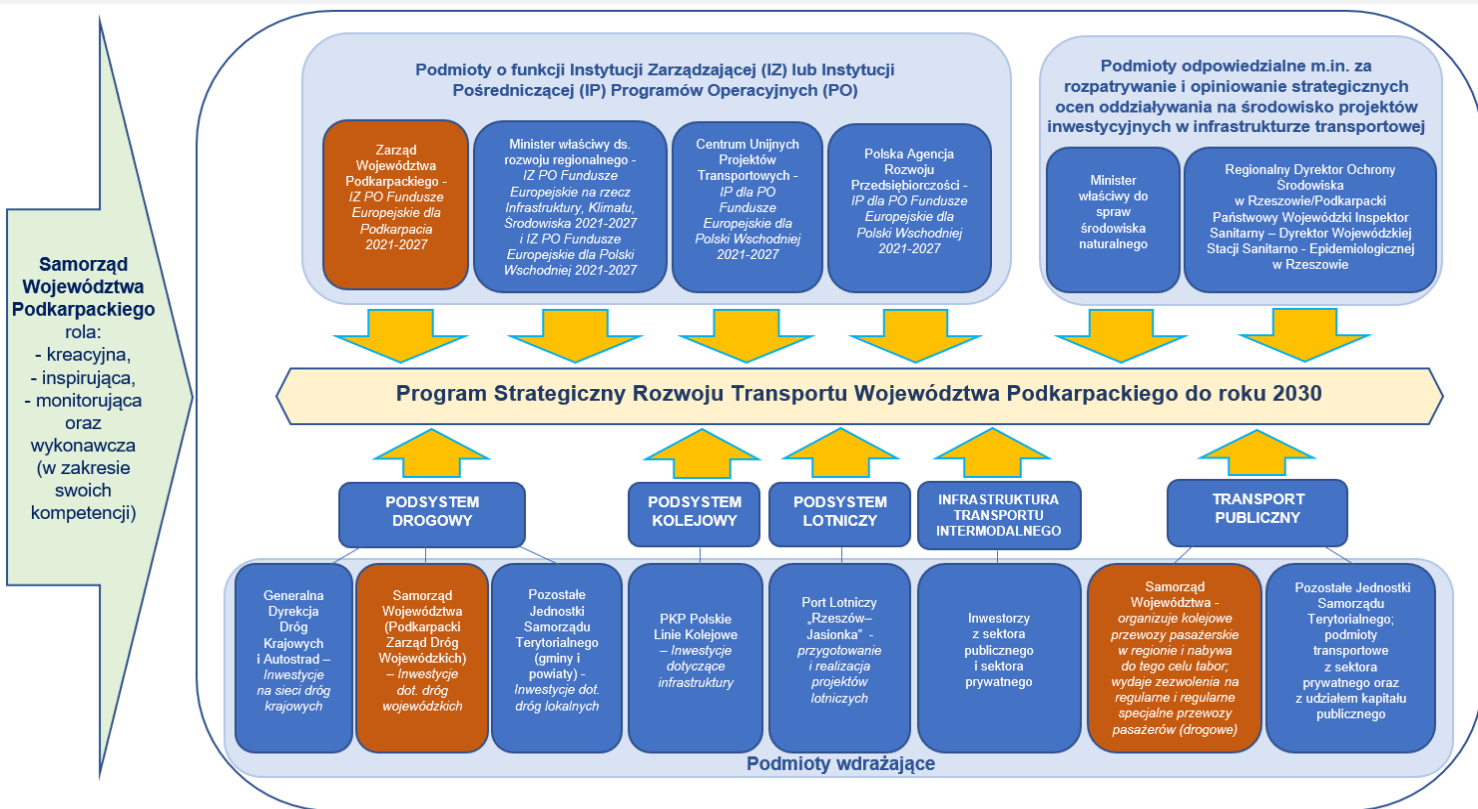 Samorząd
Województwa
Podkarpackiego
rola:
- kreacyjna,
- inspirująca,
- monitorująca
oraz
wykonawcza
(w zakresie
swoich
kompetencji)
Podmioty o funkcji Instytucji Zarządzającej (IZ) lub Instytucji
Pośredniczącej (IP) Programów Operacyjnych (PO)
Zarząd
Województwa
Podkarpackiego -
IZ PO Fundusze
Europejskie dla
Podkarpacia
2021-2027
Minister właściwy ds.
rozwoju regionalnego -
IZ PO Fundusze
Europejskie na rzecz
Infrastruktury, Klimatu,
Środowiska 2021-2027
i IZ PO Fundusze
Europejskie dla Polski
Wschodniej 2021-2027
Centrum Unijnych
Projektów
Transportowych -
IP dla PO
Fundusze
Europejskie dla
Polski Wschodniej
2021-2027
Polska Agencja
Rozwoju
Przedsiębiorczości -
IP dla PO Fundusze
Europejskie dla
Polski Wschodniej
2021-2027
Podmioty odpowiedzialne m.in. za
rozpatrywanie i opiniowanie strategicznych
ocen oddziaływania na środowisko projektów
inwestycyjnych w infrastrukturze transportowej
Minister
właściwy do
spraw
środowiska
naturalnego
Regionalny Dyrektor Ochrony
Środowiska
w Rzeszowie/Podkarpacki
Państwowy Wojewódzki Inspektor
Sanitarny – Dyrektor Wojewódzkiej
Stacji Sanitarno - Epidemiologicznej
w Rzeszowie
Program Strategiczny Rozwoju Transportu Województwa Podkarpackiego do roku 2030
PODSYSTEM
DROGOWY
PODSYSTEM
KOLEJOWY
PODSYSTEM
LOTNICZY
INFRASTRUKTURA
TRANSPORTU
INTERMODALNEGO
TRANSPORT
PUBLICZNY
Generalna
Dyrekcja
Dróg
Krajowych
i Autostrad –
Inwestycje
na sieci dróg
krajowych
Samorząd
Województwa
(Podkarpacki
Zarząd Dróg
Wojewódzkich)
– Inwestycje
dot. dróg
wojewódzkich
Pozostałe
Jednostki
Samorządu
Terytorialnego
(gminy i
powiaty) -
Inwestycje dot.
dróg lokalnych
PKP Polskie
Linie Kolejowe
– Inwestycje
dotyczące
infrastruktury
Port Lotniczy
„Rzeszów–
Jasionka" -
przygotowanie
i realizacja
projektów
lotniczych
Inwestorzy
z sektora
publicznego
i sektora
prywatnego
Samorząd
Województwa -
organizuje kolejowe
przewozy pasażerskie
w regionie i nabywa
do tego celu tabor;
wydaje zezwolenia na
regularne i regularne
specjalne przewozy
pasażerów (drogowe)
Pozostałe Jednostki
Samorządu
Terytorialnego;
podmioty
transportowe
z sektora
prywatnego oraz
z udziałem kapitału
publicznego
Podmioty wdrażające